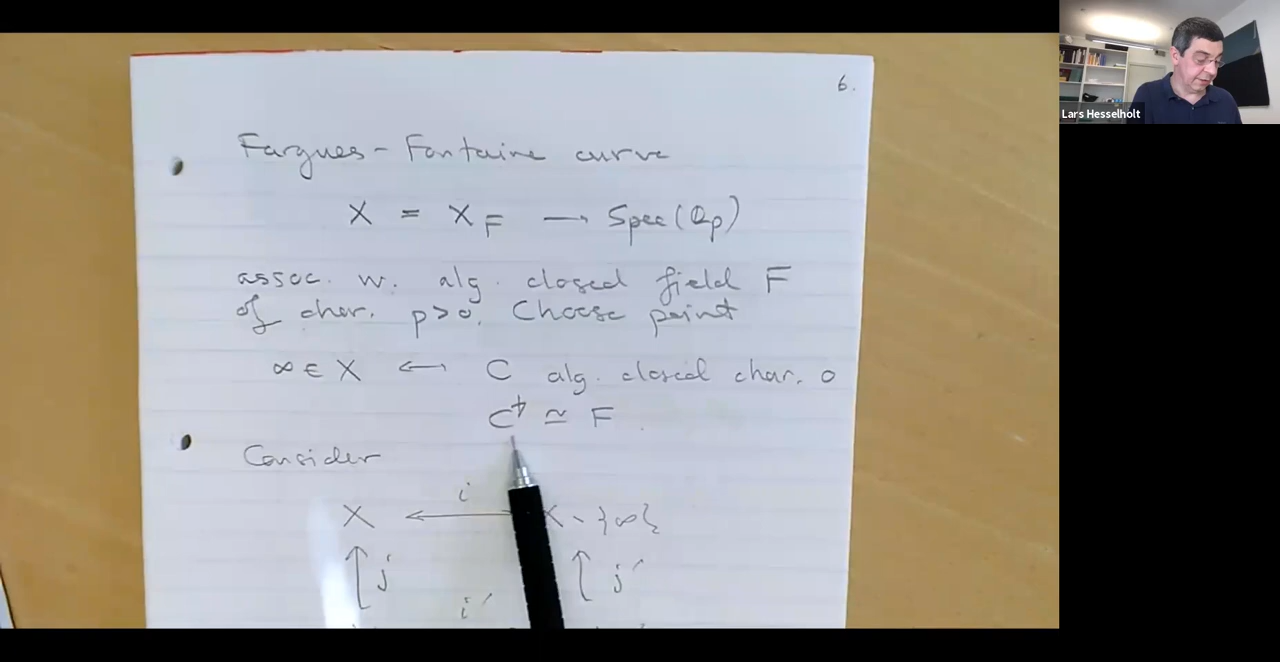 6.
Fargues-Fontaine curve
X = X_F → Spec(Q_p)
assoc. w. alg. closed field F
of char. p>0. Choose point
∞ ∈ X ↔ C alg. closed char. 0
C^♭ ≃ F.
Consider
X ← i X ∖ {∞}
↑ j ↑ j′
i′
Lars Hesselholt